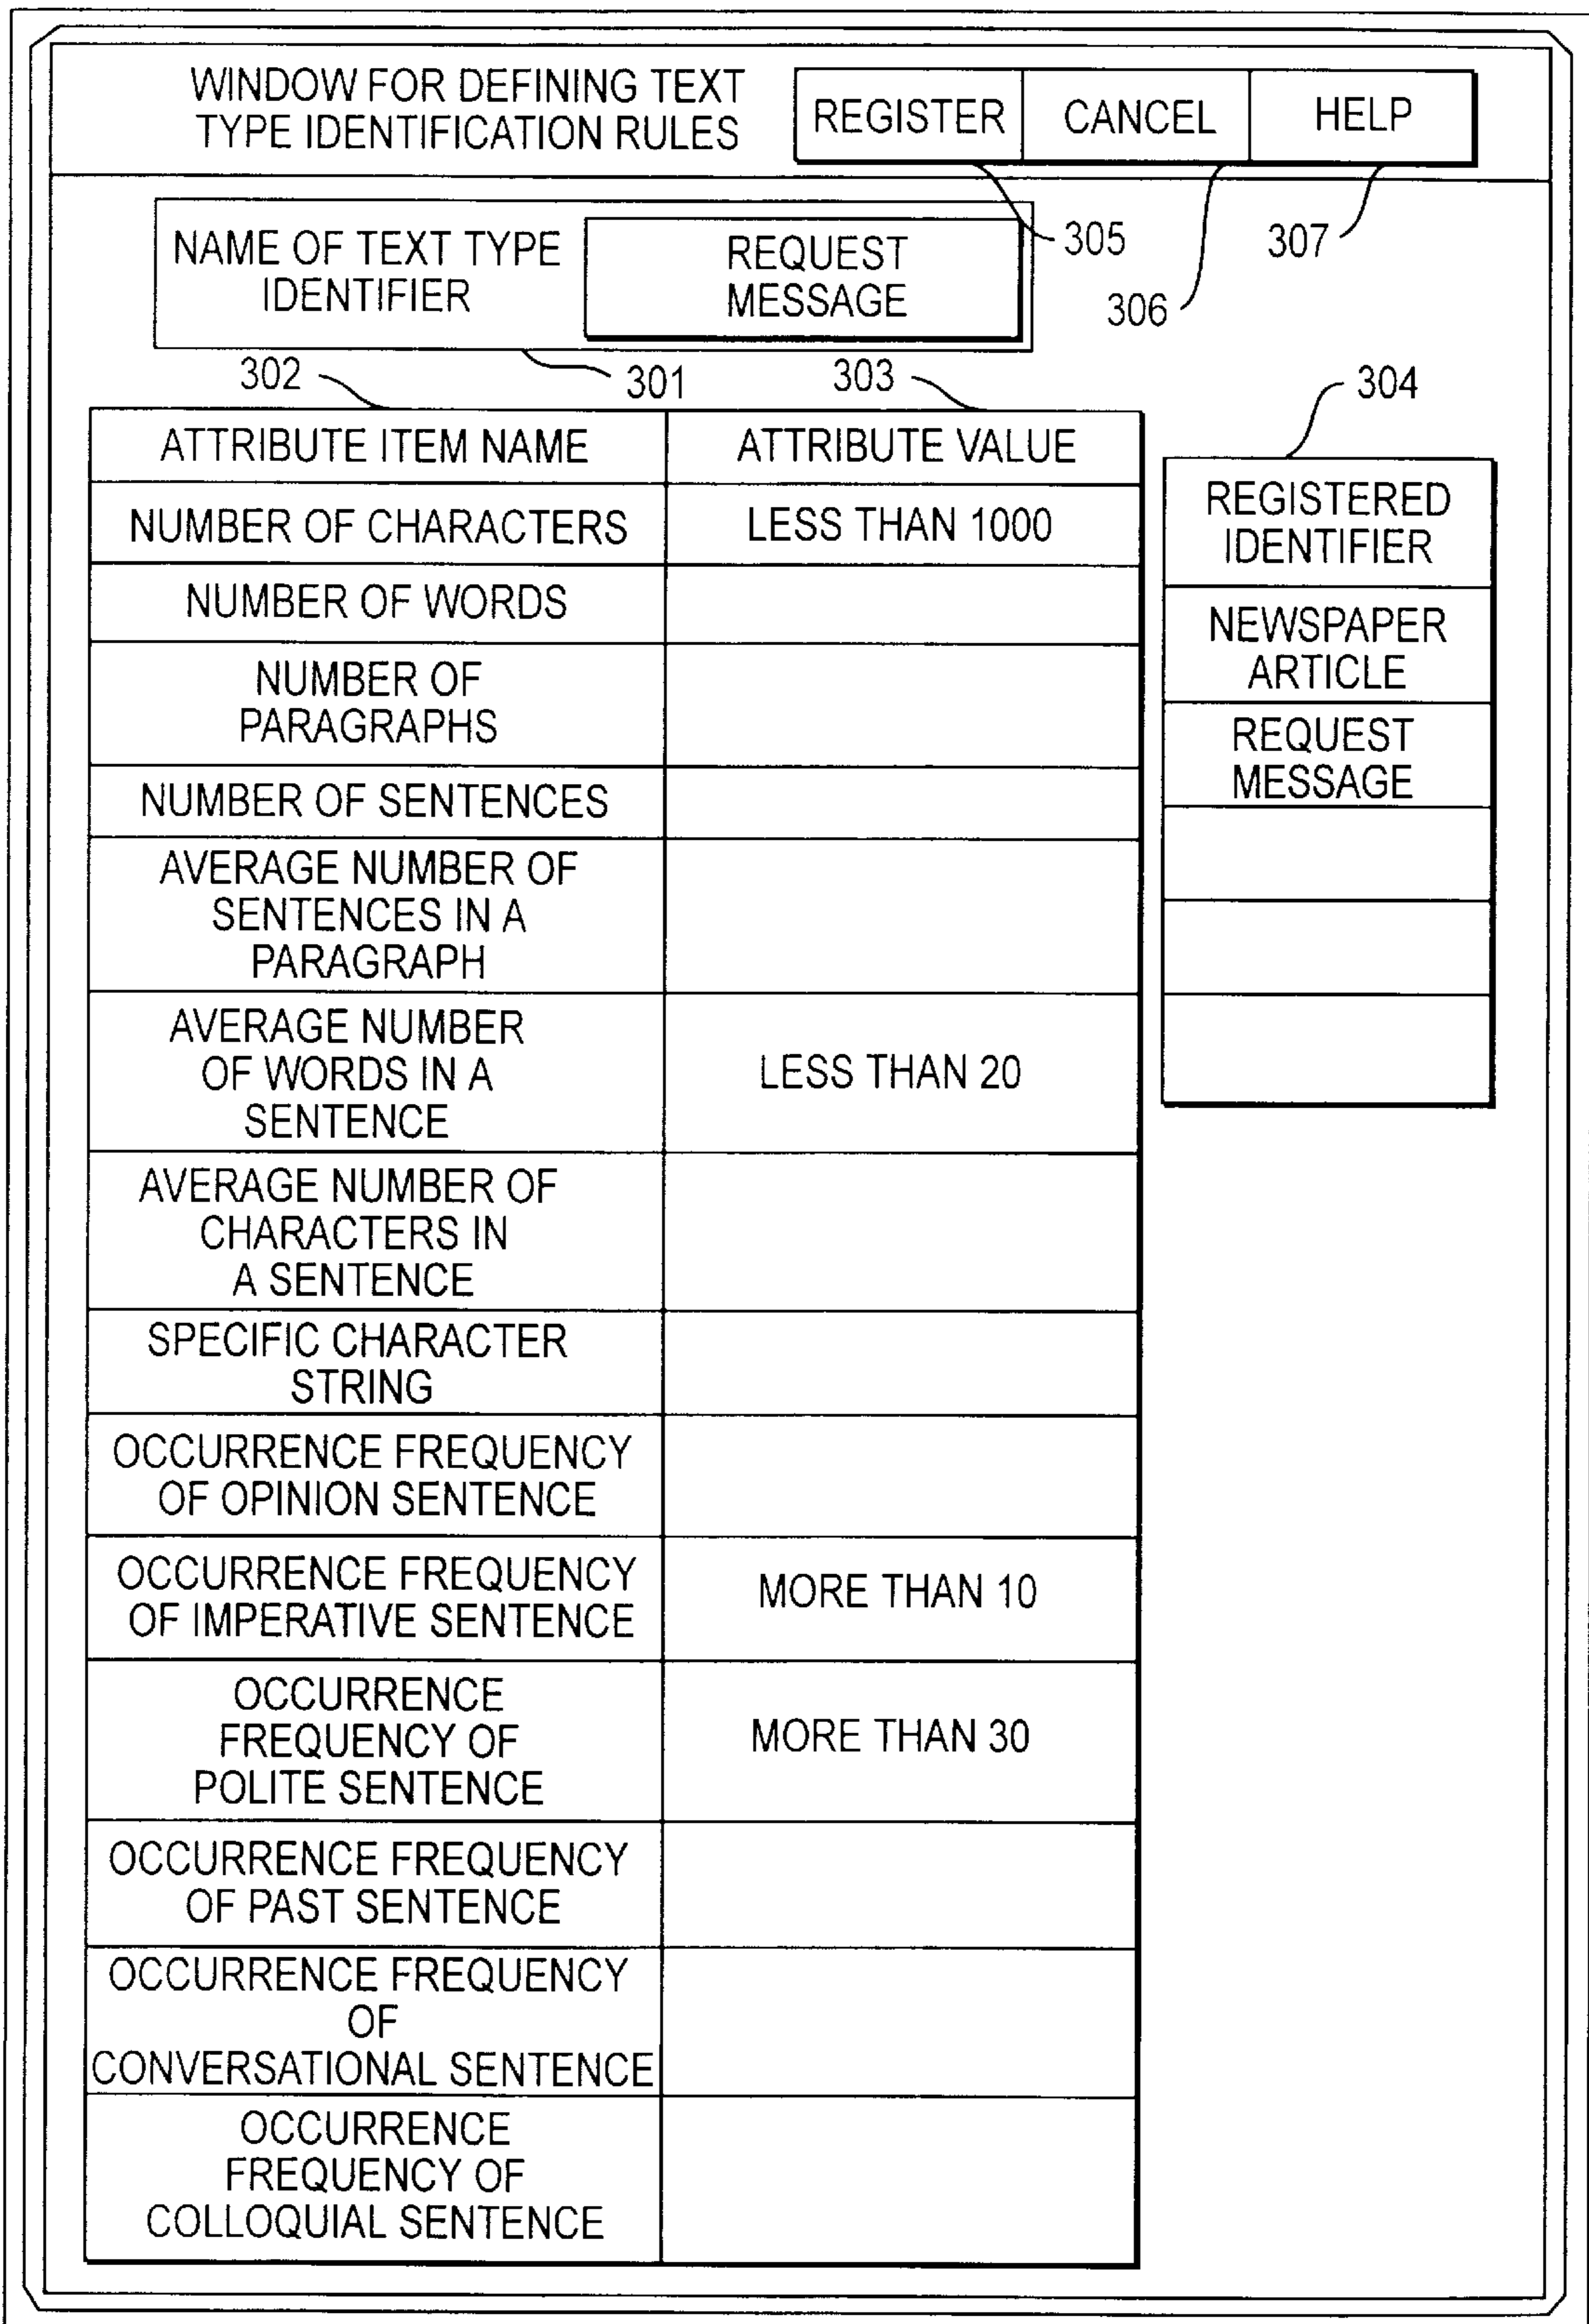 WINDOW FOR DEFINING TEXT
TYPE IDENTIFICATION RULES
REGISTER
CANCEL
HELP
305
306
307
NAME OF TEXT TYPE
IDENTIFIER
REQUEST
MESSAGE
301
302
303
304
ATTRIBUTE ITEM NAME
ATTRIBUTE VALUE
NUMBER OF CHARACTERS
LESS THAN 1000
NUMBER OF WORDS
NUMBER OF
PARAGRAPHS
NUMBER OF SENTENCES
AVERAGE NUMBER OF
SENTENCES IN A
PARAGRAPH
AVERAGE NUMBER
OF WORDS IN A
SENTENCE
LESS THAN 20
AVERAGE NUMBER OF
CHARACTERS IN
A SENTENCE
SPECIFIC CHARACTER
STRING
OCCURRENCE FREQUENCY
OF OPINION SENTENCE
OCCURRENCE FREQUENCY
OF IMPERATIVE SENTENCE
MORE THAN 10
OCCURRENCE
FREQUENCY OF
POLITE SENTENCE
MORE THAN 30
OCCURRENCE FREQUENCY
OF PAST SENTENCE
OCCURRENCE FREQUENCY
OF
CONVERSATIONAL SENTENCE
OCCURRENCE
FREQUENCY OF
COLLOQUIAL SENTENCE
REGISTERED
IDENTIFIER
NEWSPAPER
ARTICLE
REQUEST
MESSAGE